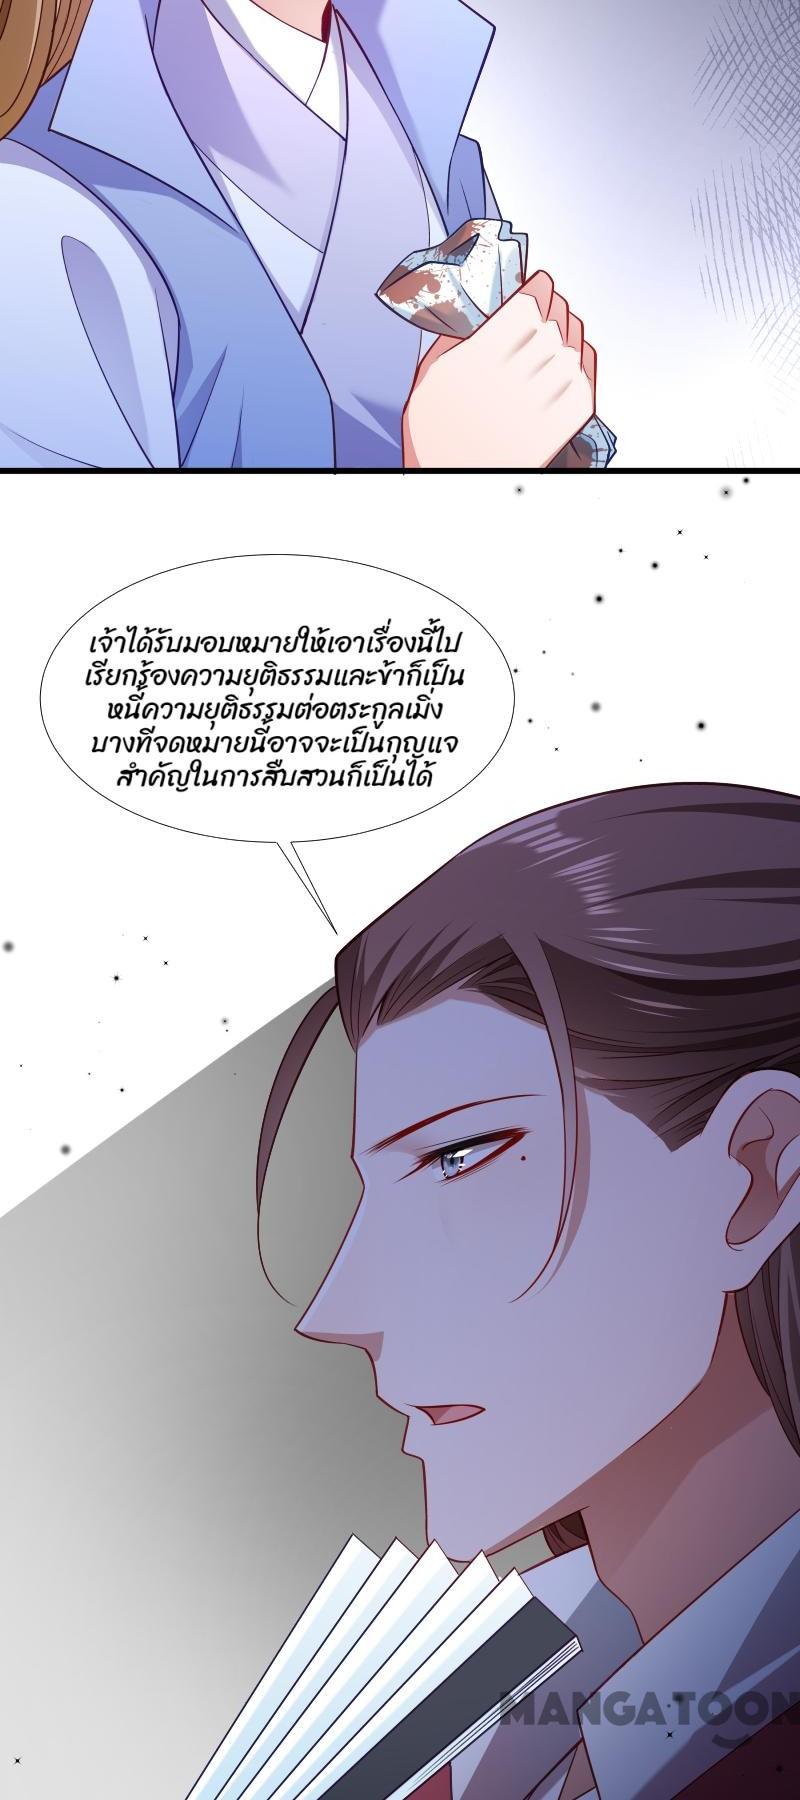 เจ้าได้รับมอบหมายให้เอาเรื่องนี้ไป
เรียกร้องความยุติธรรมและข้าก็เป็น
หนี้ความยุติธรรมต่อตระกูลเมิ่ง
บางทีจดหมายนี้อาจจะเป็นกุญแจ
สำคัญในการสืบสวนก็เป็นได้
MANGATOON